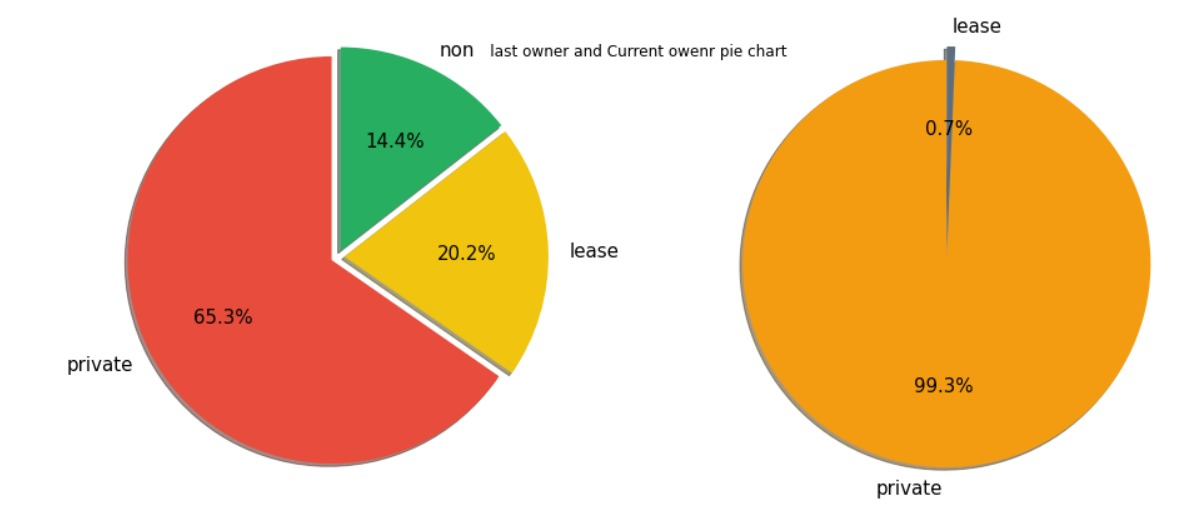 lease
non
last owner and Current owenr pie chart
14.4%
0.7%
20.2%
lease
65.3%
private
99.3%
private